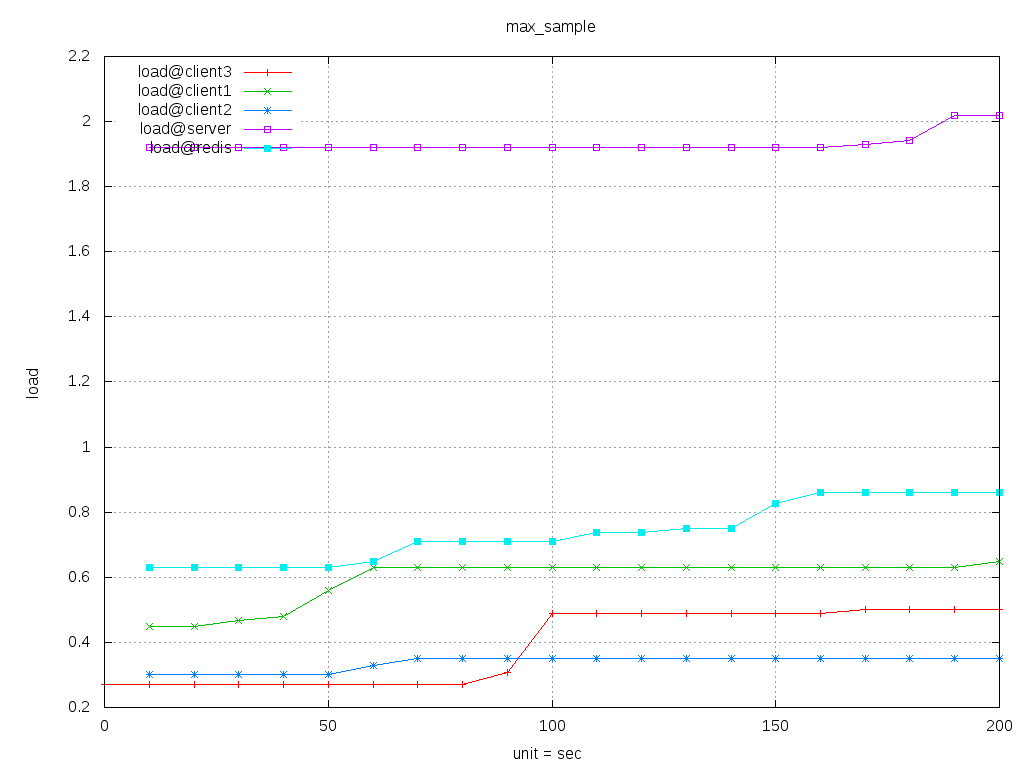 max_sample
2.2
2
1.8
1.6
1.4
1.2
1
0.8
0.6
0.4
0.2
load
load@client3
load@client1
load@client2
load@server
load@redis
0 50 100 150 200
unit = sec